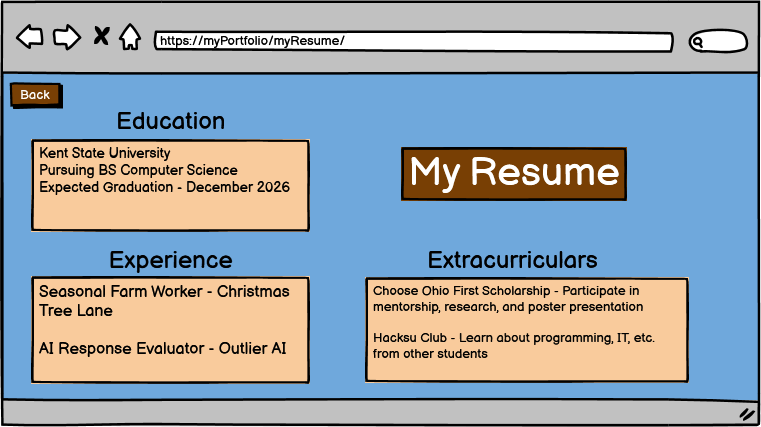 https://myPortfolio/myResume/
Back
Education
Kent State University
Pursuing BS Computer Science
Expected Graduation - December 2026
My Resume
Experience
Seasonal Farm Worker - Christmas
Tree Lane
AI Response Evaluator - Outlier AI
Extracurriculars
Choose Ohio First Scholarship - Participate in
mentorship, research, and poster presentation
Hacksu Club - Learn about programming, IT, etc.
from other students